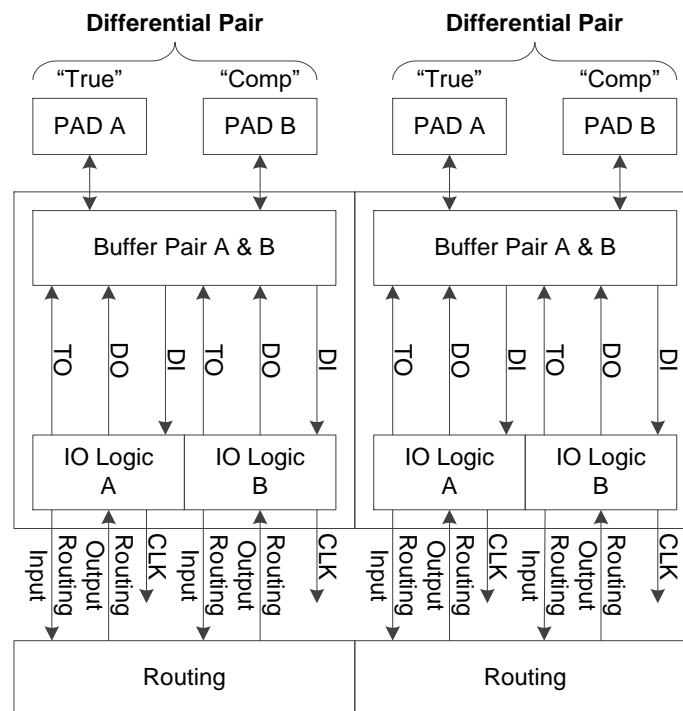 Differential Pair Differential Pair
“True” “Comp” “True” “Comp”
PAD A PAD B PAD A PAD B
Buffer Pair A & B Buffer Pair A & B
TO DO DI TO DO DI TO DO DI TO DO DI
IO Logic IO Logic IO Logic IO Logic
A B A B
Routing Input
Routing Output
CLK
Routing Input
Routing Output
CLK
Routing Input
Routing Output
CLK
Routing Input
Routing Output
CLK
Routing Routing